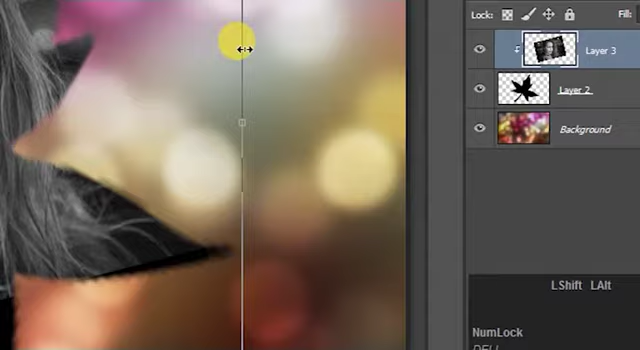 Lock: Fill:
Layer 3
Layer 2
Background
LShift LAlt
NumLock